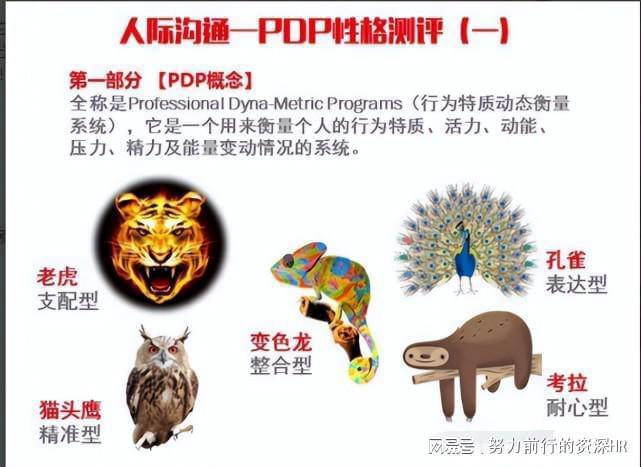 人际沟通—PDP性格测评（一）
第一部分 【PDP概念】
全称是Professional Dyna-Metric Programs（行为特质动态衡量
系统），它是一个用来衡量个人的行为特质、活力、动能、
压力、精力及能量变动情况的系统。
老虎
支配型
孔雀
表达型
变色龙
整合型
猫头鹰
精准型
考拉
耐心型
搜狐号@努力前行的资深HR